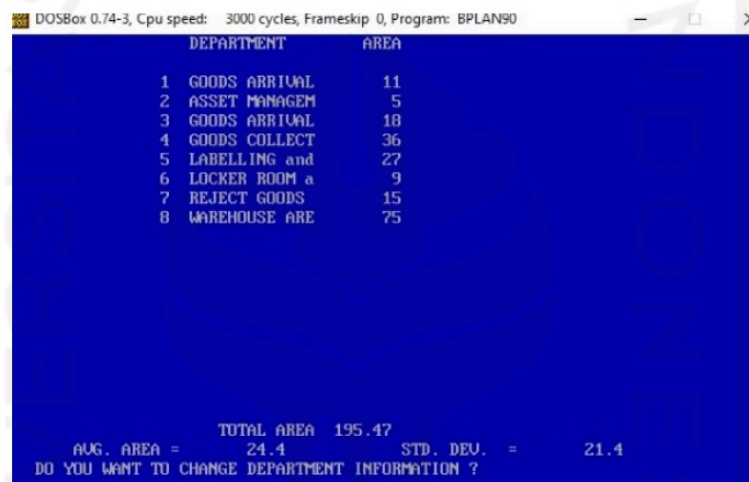 DOSBox 0.74-3, Cpu speed: 3000 cycles, Frameskip 0, Program: BPLAN90
DEPARTMENT AREA
1 GOODS ARRIVAL 11
2 ASSET MANAGEM 5
3 GOODS ARRIVAL 18
4 GOODS COLLECT 36
5 LABELLING and 27
6 LOCKER ROOM a 9
7 REJECT GOODS 15
8 WAREHOUSE ARE 75
TOTAL AREA 195.47
AVG. AREA = 24.4 STD. DEV. = 21.4
DO YOU WANT TO CHANGE DEPARTMENT INFORMATION ?